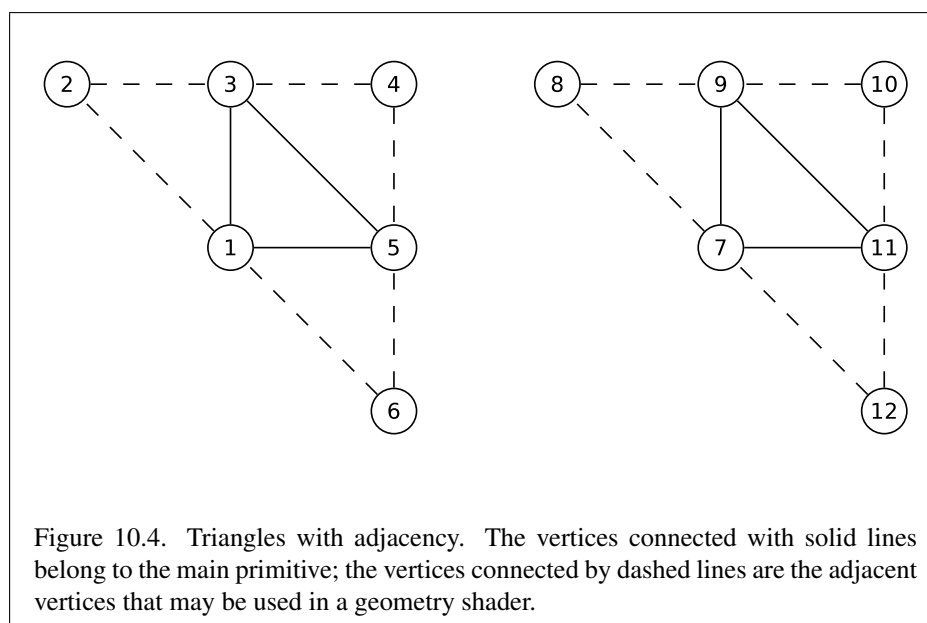 2 3 4 8 9 10
1 5 7 11
6 12
Figure 10.4. Triangles with adjacency. The vertices connected with solid lines
belong to the main primitive; the vertices connected by dashed lines are the adjacent
vertices that may be used in a geometry shader.